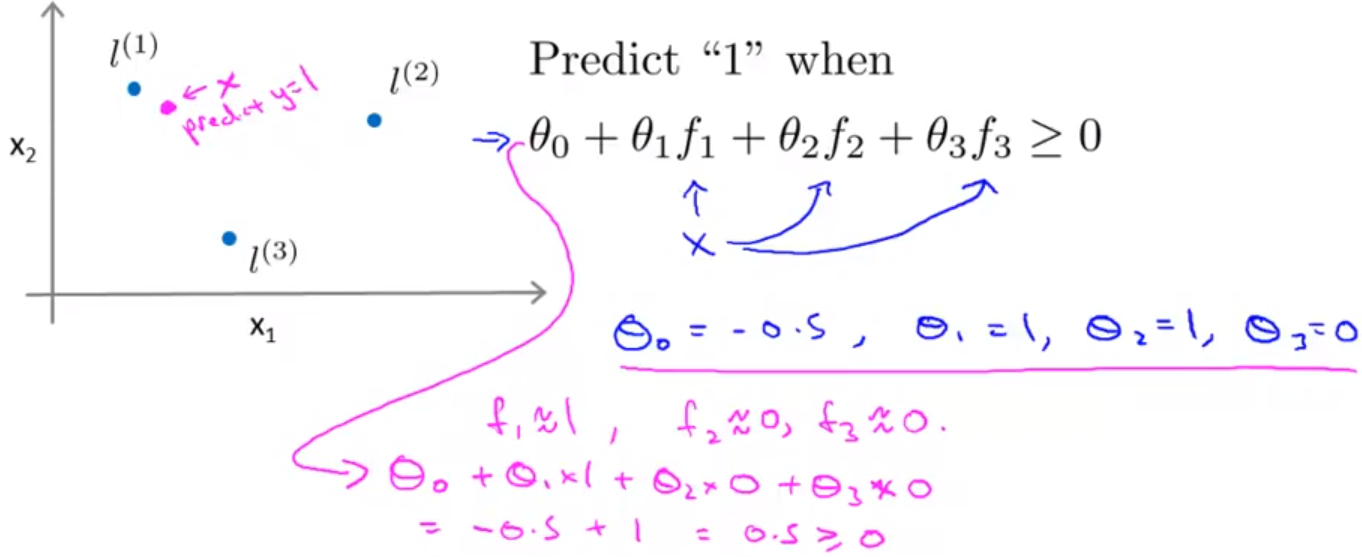 l^(1)
← x
predict y=1
l^(2)
x₂
l^(3)
x₁
Predict “1” when
→ θ₀ + θ₁f₁ + θ₂f₂ + θ₃f₃ ≥ 0
x
θ₀ = -0.5, θ₁ = 1, θ₂ = 1, θ₃ = 0
f₁ ≈ 1, f₂ ≈ 0, f₃ ≈ 0.
θ₀ + θ₁×1 + θ₂×0 + θ₃×0
= -0.5 + 1 = 0.5 ≥ 0